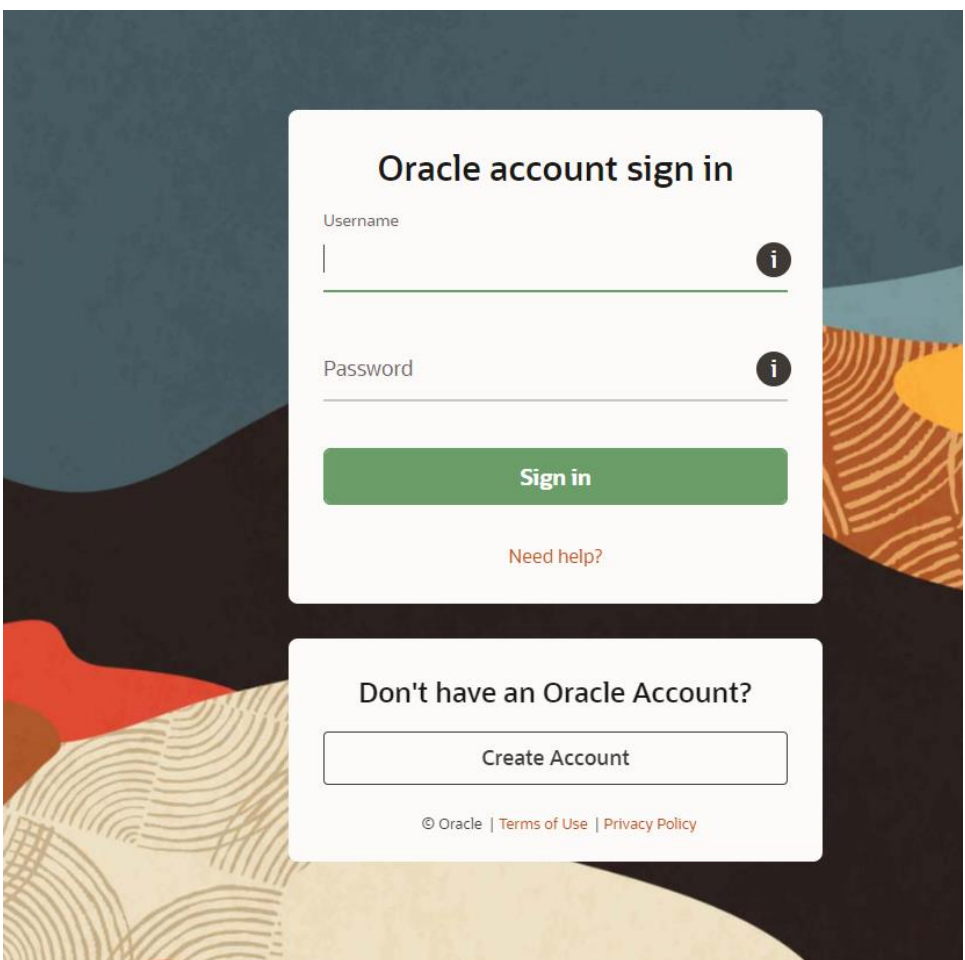 Oracle account sign in
Username
i
Password
i
Sign in
Need help?
Don't have an Oracle Account?
Create Account
© Oracle | Terms of Use | Privacy Policy